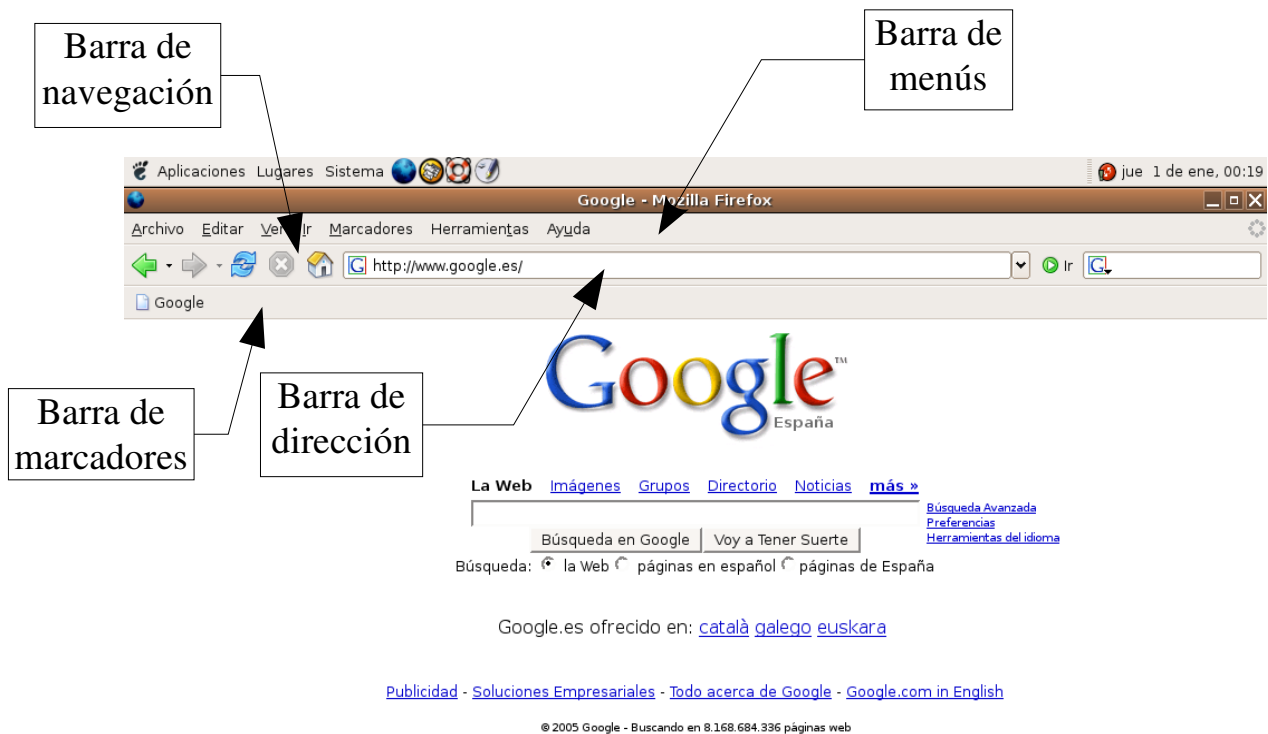 Barra de
navegación
Barra de
menús
Aplicaciones Lugares Sistema
jue 1 de ene, 00:19
Google - Mozilla Firefox
Archivo Editar Ver Ir Marcadores Herramientas Ayuda
http://www.google.es/
Ir
Google
Google™
España
Barra de
marcadores
Barra de
dirección
La Web Imágenes Grupos Directorio Noticias más »
Búsqueda Avanzada
Preferencias
Herramientas del idioma
Búsqueda en Google Voy a Tener Suerte
Búsqueda: la Web páginas en español páginas de España
Google.es ofrecido en: català galego euskara
Publicidad - Soluciones Empresariales - Todo acerca de Google - Google.com in English
© 2005 Google - Buscando en 8.168.684.336 páginas web